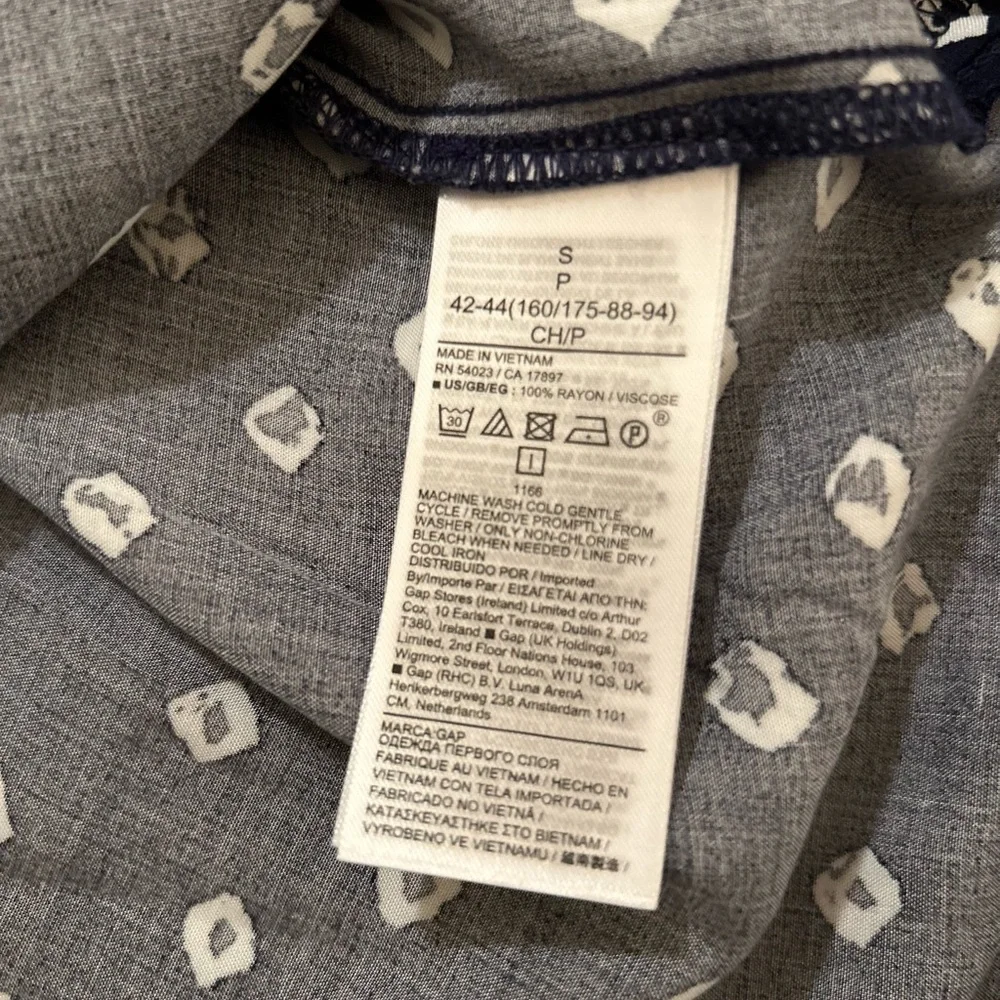 S
P
42-44(160/175-88-94)
CH/P
MADE IN VIETNAM
RN 54023 / CA 17897
■ US/GB/EG : 100% RAYON / VISCOSE
30
P
®
I
1166
MACHINE WASH COLD GENTLE
CYCLE / REMOVE PROMPTLY FROM
WASHER / ONLY NON-CHLORINE
BLEACH WHEN NEEDED / LINE DRY /
COOL IRON
DISTRIBUIDO POR / Imported
By/Importe Par / ΕΙΣΑΓΕΤΑΙ ΑΠΟ ΤΗΝ:
Gap Stores (Ireland) Limited c/o Arthur
Cox, 10 Earlsfort Terrace, Dublin 2, D02
T380, Ireland ■ Gap (UK Holdings)
Limited, 2nd Floor Nations House, 103
Wigmore Street, London, W1U 1QS, UK
■ Gap (RHC) B.V. Luna ArenA
Herikerbergweg 238 Amsterdam 1101
CM, Netherlands
MARCA GAP
ОДЕЖДА ПЕРВОГО СЛОЯ
FABRIQUE AU VIETNAM / HECHO EN
VIETNAM CON TELA IMPORTADA /
FABRICADO NO VIETNÃ /
ΚΑΤΑΣΚΕΥΑΣΤΗΚΕ ΣΤΟ ΒΙΕΤΝΑΜ /
VYROBENO VE VIETNAMU / 越南製造 /